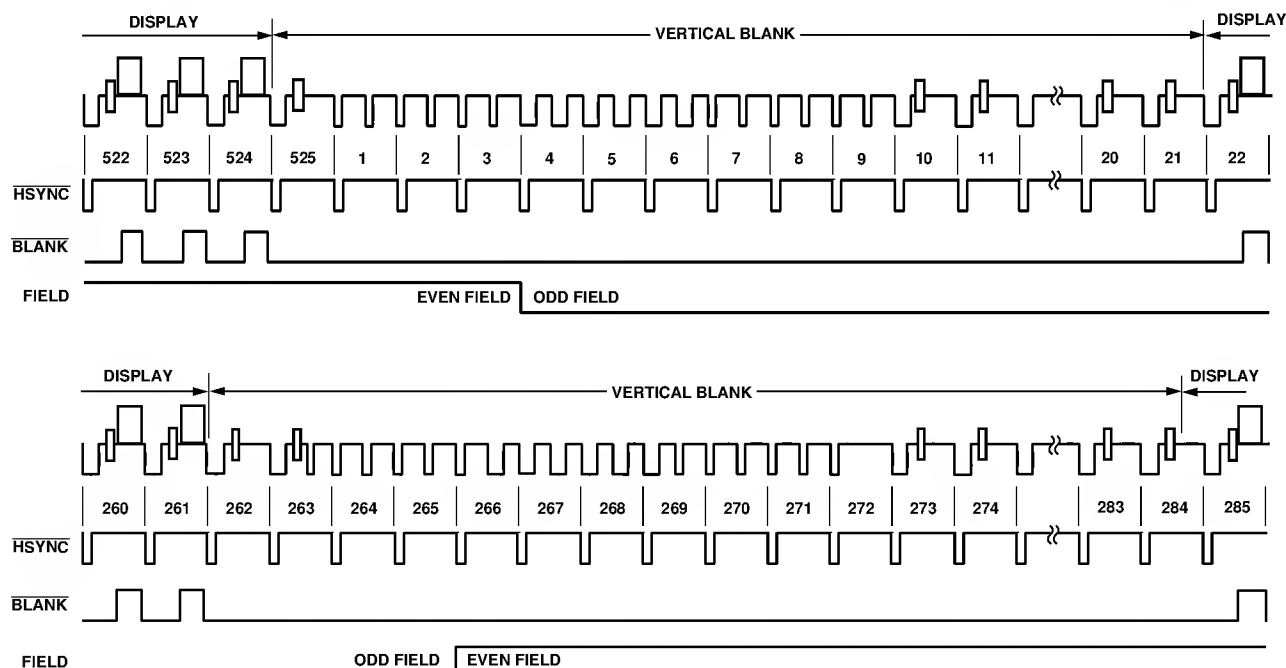 DISPLAY VERTICAL BLANK DISPLAY
522 523 524 525 1 2 3 4 5 6 7 8 9 10 11 20 21 22
HSYNC
BLANK
FIELD EVEN FIELD ODD FIELD
DISPLAY VERTICAL BLANK DISPLAY
260 261 262 263 264 265 266 267 268 269 270 271 272 273 274 283 284 285
HSYNC
BLANK
FIELD ODD FIELD EVEN FIELD